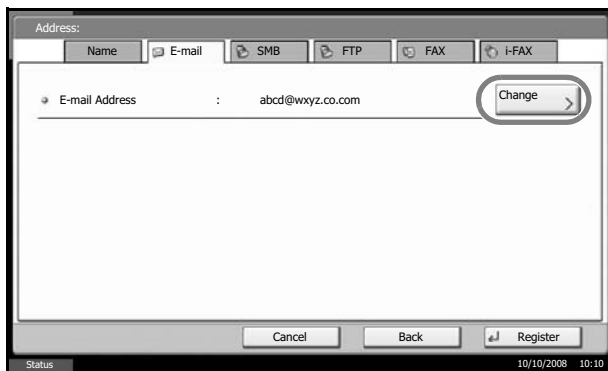 Address:
Name E-mail SMB FTP FAX i-FAX
E-mail Address : abcd@wxyz.co.com Change
Cancel Back Register
Status 10/10/2008 10:10